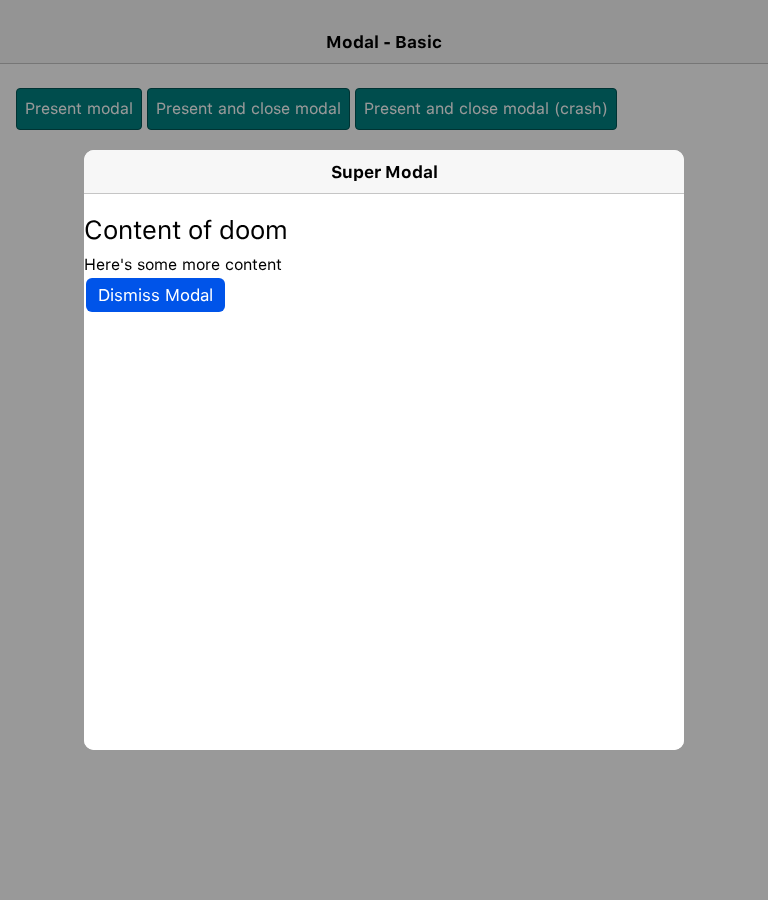 Modal - Basic
Present modal Present and close modal Present and close modal (crash)
Super Modal
Content of doom
Here's some more content
Dismiss Modal